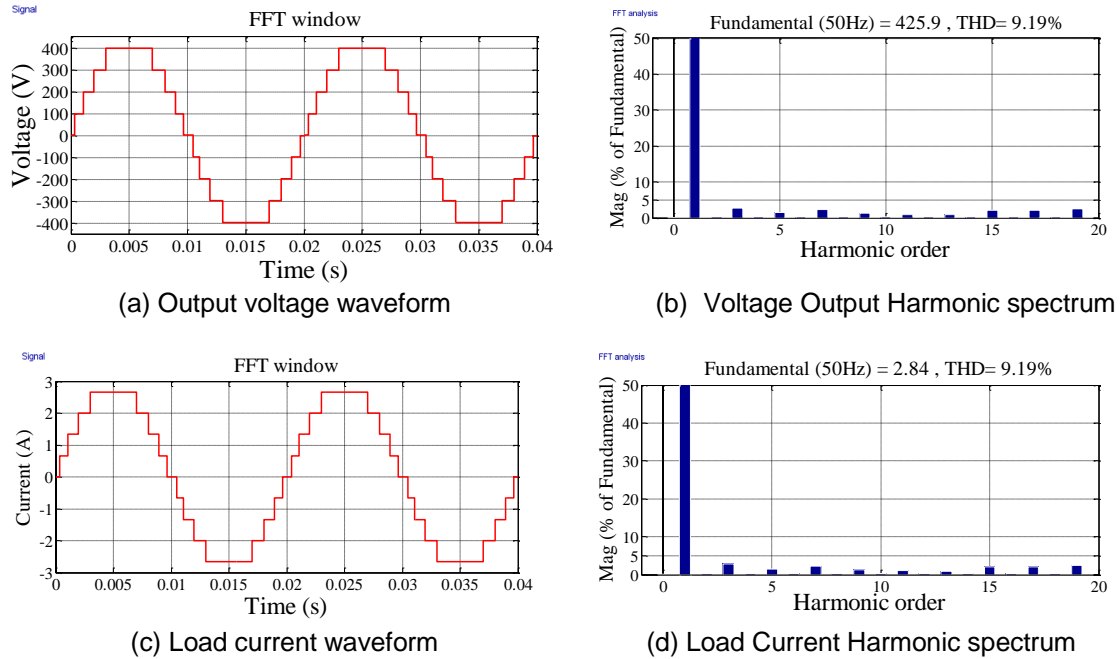 Signal
FFT window
Voltage (V)
400
300
200
100
0
-100
-200
-300
-400
0 0.005 0.01 0.015 0.02 0.025 0.03 0.035 0.04
Time (s)
(a) Output voltage waveform
FFT analysis
Fundamental (50Hz) = 425.9 , THD= 9.19%
Mag (% of Fundamental)
50
40
30
20
10
5
0
0 5 10 15 20
Harmonic order
(b) Voltage Output Harmonic spectrum
Signal
FFT window
Current (A)
3
2
1
0
-1
-2
-3
0 0.005 0.01 0.015 0.02 0.025 0.03 0.035 0.04
Time (s)
(c) Load current waveform
FFT analysis
Fundamental (50Hz) = 2.84 , THD= 9.19%
Mag (% of Fundamental)
50
40
30
20
10
5
0
0 5 10 15 20
Harmonic order
(d) Load Current Harmonic spectrum